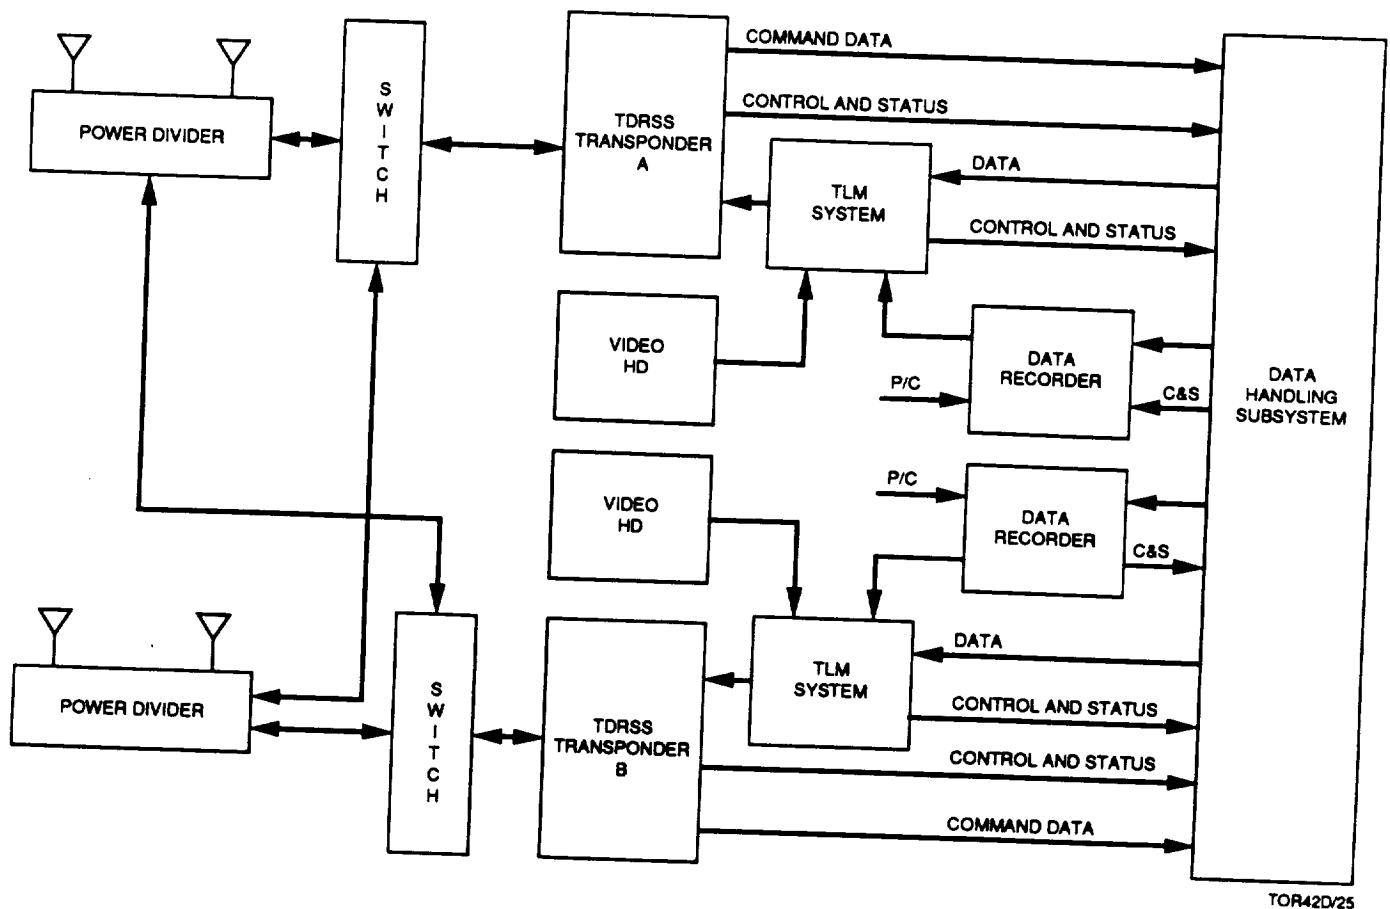 COMMAND DATA
POWER DIVIDER
SWITCH
TDRSS
TRANSPONDER
A
CONTROL AND STATUS
TLM
SYSTEM
DATA
CONTROL AND STATUS
VIDEO
HD
P/C
DATA
RECORDER
C&S
DATA
HANDLING
SUBSYSTEM
VIDEO
HD
P/C
DATA
RECORDER
C&S
POWER DIVIDER
SWITCH
TDRSS
TRANSPONDER
B
TLM
SYSTEM
DATA
CONTROL AND STATUS
CONTROL AND STATUS
COMMAND DATA
TOR42D/25